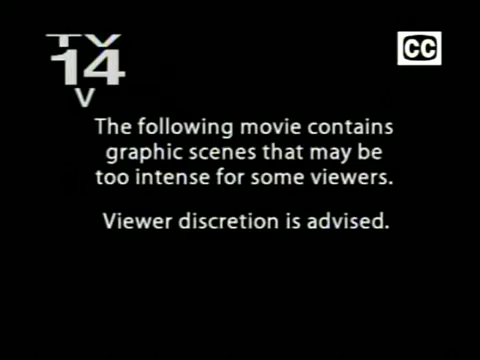 TV
14
V
CC
The following movie contains
graphic scenes that may be
too intense for some viewers.
Viewer discretion is advised.